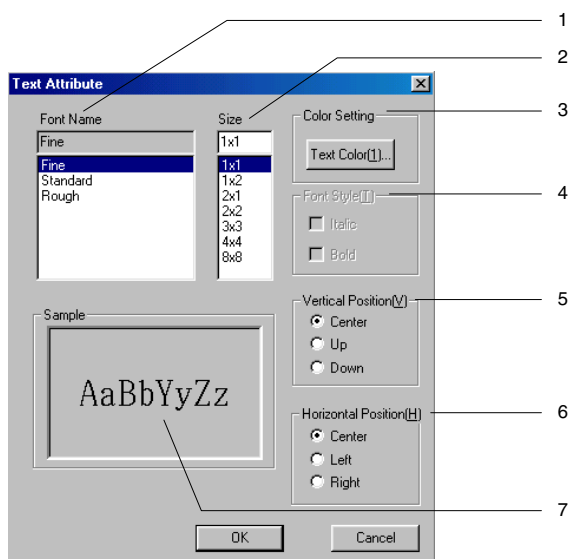 1
2
Text Attribute
3
Font Name
Size
Color Setting
Fine
1x1
Text Color(1)...
Fine
Standard
Rough
1x1
1x2
2x1
2x2
3x3
4x4
8x8
4
Font Style(T)
Italic
Bold
5
Vertical Position(V)
Center
Up
Down
Sample
AaBbYyZz
6
Horizontal Position(H)
Center
Left
Right
7
OK
Cancel